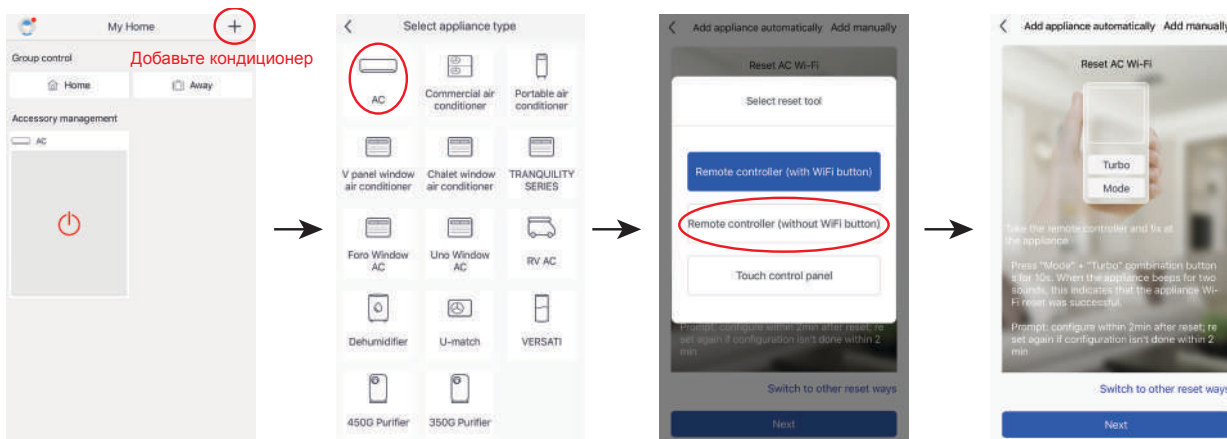 My Home
Добавьте кондиционер
Group control
Home Away
Accessory management
AC
Select appliance type
AC
Commercial air
conditioner
Portable air
conditioner
V panel window
air conditioner
Chalet window
air conditioner
TRANQUILITY
SERIES
Foro Window
AC
Uno Window
AC
RV AC
Dehumidifier
U-match
VERSATI
450G Purifier
350G Purifier
Add appliance automatically Add manually
Reset AC Wi-Fi
Select reset tool
Remote controller (with WiFi button)
Remote controller (without WiFi button)
Touch control panel
Prompt: configure within 2min after reset; re
set again if configuration isn't done within 2
min
Switch to other reset ways
Next
Add appliance automatically Add manually
Reset AC Wi-Fi
Turbo
Mode
Take the remote controller and fix at
the appliance
Press "Mode" + "Turbo" combination button
s for 10s. When the appliance beeps for two
sounds, this indicates that the appliance Wi-
Fi reset was successful.
Prompt: configure within 2min after reset; re
set again if configuration isn't done within 2
min
Switch to other reset ways
Next